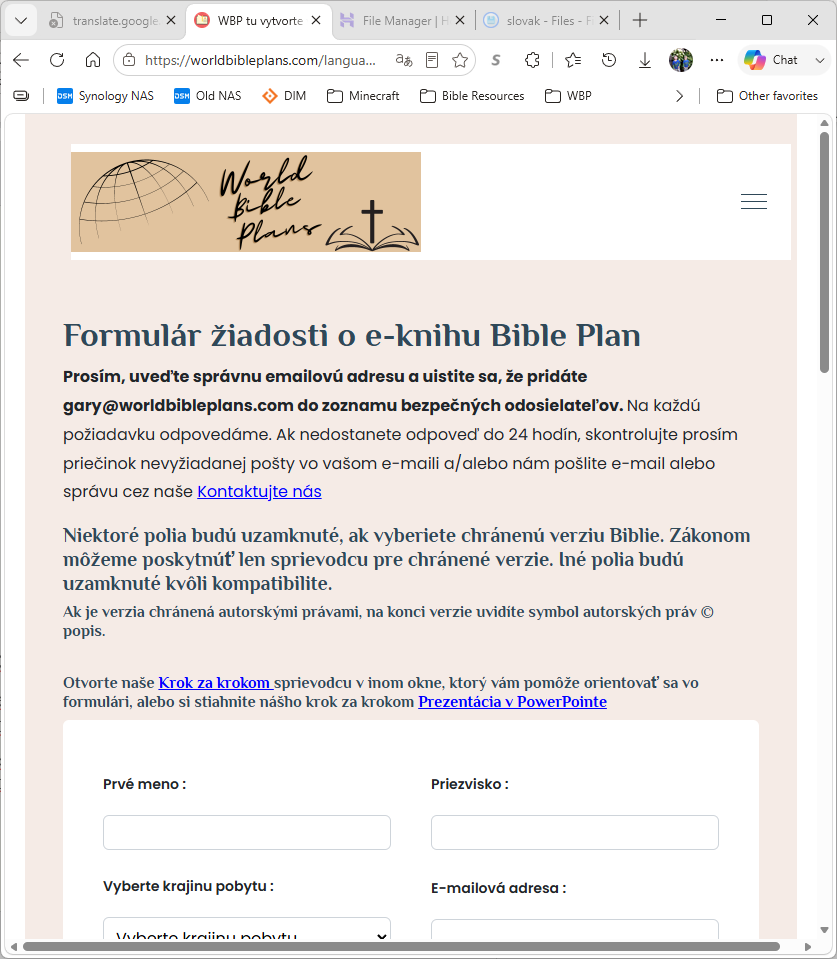 translate.google.
WBP tu vytvorte
File Manager | H
slovak - Files - F
https://worldbibleplans.com/langua...
Chat
Synology NAS
Old NAS
DIM
Minecraft
Bible Resources
WBP
Other favorites
World
Bible
Plans
Formulár žiadosti o e-knihu Bible Plan
Prosím, uveďte správnu emailovú adresu a uistite sa, že pridáte
gary@worldbibleplans.com do zoznamu bezpečných odosielateľov. Na každú
požiadavku odpovedáme. Ak nedostanete odpoveď do 24 hodín, skontrolujte prosím
priečinok nevyžiadanej pošty vo vašom e-maili a/alebo nám pošlite e-mail alebo
správu cez naše Kontaktujte nás
Niektoré polia budú uzamknuté, ak vyberiete chránenú verziu Biblie. Zákonom
môžeme poskytnúť len sprievodcu pre chránené verzie. Iné polia budú
uzamknuté kvôli kompatibilite.
Ak je verzia chránená autorskými právami, na konci verzie uvidíte symbol autorských práv ©
popis.
Otvorte naše Krok za krokom sprievodcu v inom okne, ktorý vám pomôže orientovať sa vo
formulári, alebo si stiahnite nášho krok za krokom Prezentácia v PowerPointe
Prvé meno :
Priezvisko :
Vyberte krajinu pobytu :
E-mailová adresa :
Vyberte krajinu pobytu